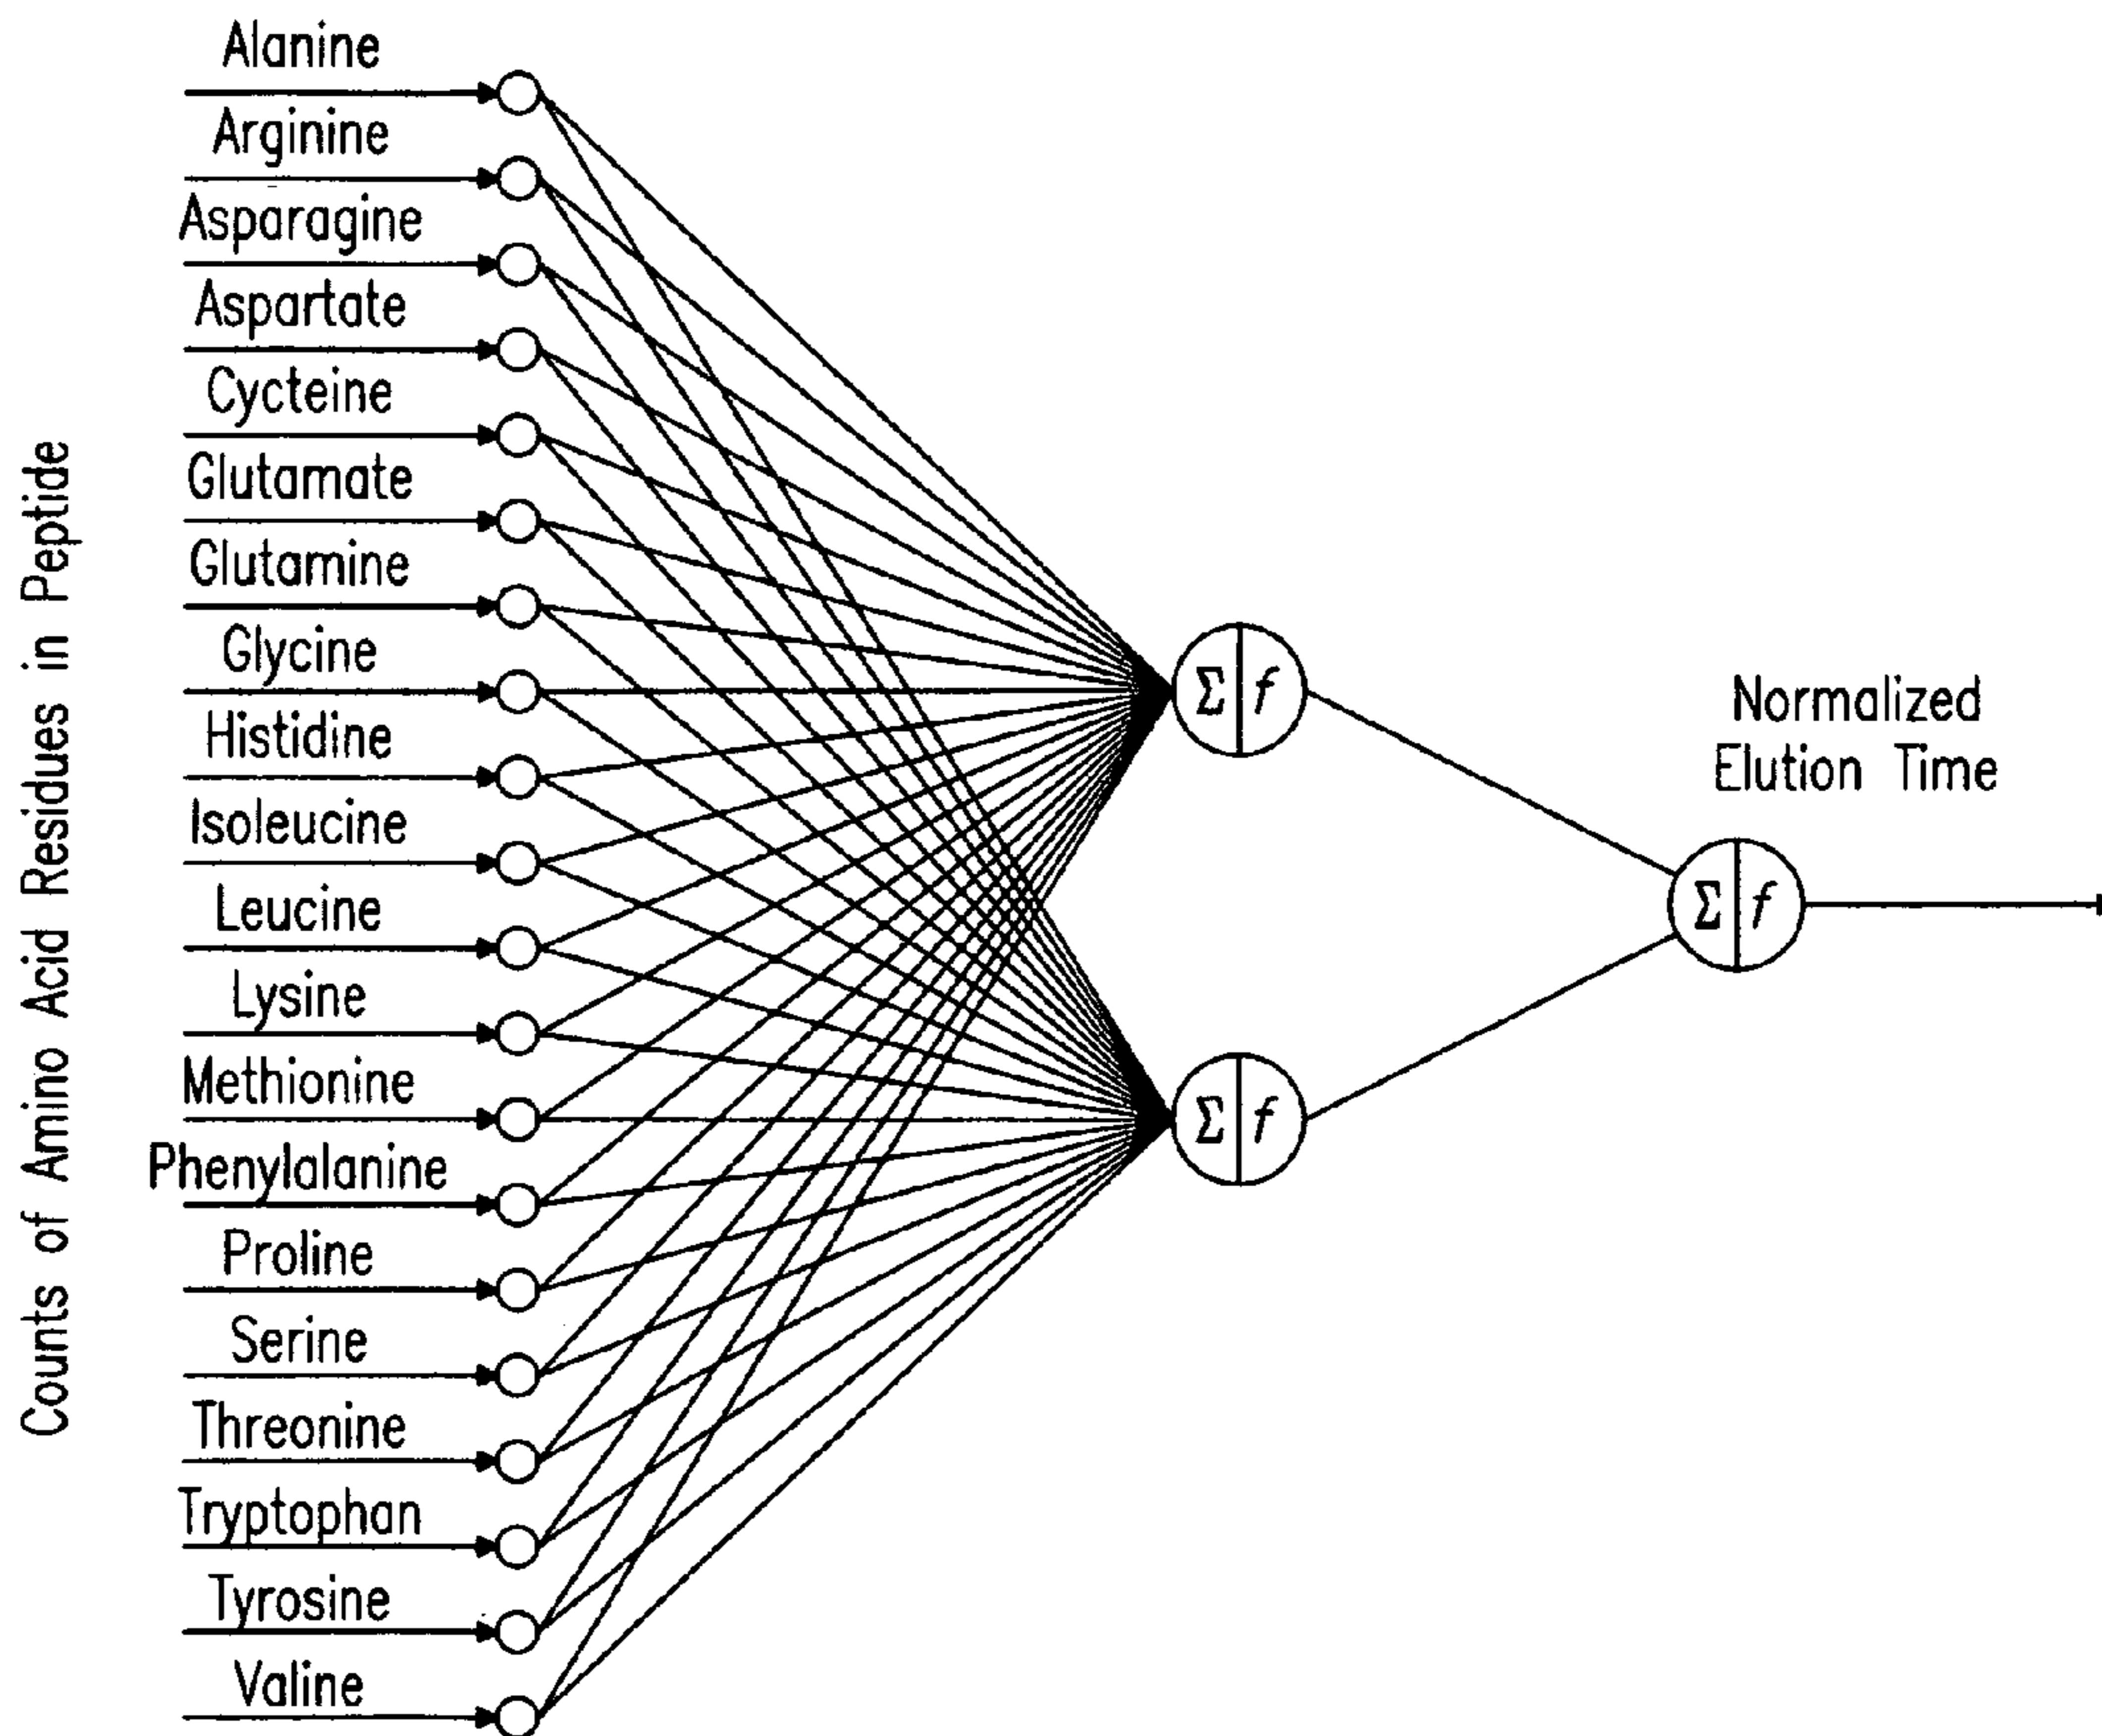 Counts of Amino Acid Residues in Peptide
Alanine
Arginine
Asparagine
Aspartate
Cycteine
Glutamate
Glutamine
Glycine
Histidine
Isoleucine
Leucine
Lysine
Methionine
Phenylalanine
Proline
Serine
Threonine
Tryptophan
Tyrosine
Valine
Σ f
Σ f
Normalized
Elution Time
Σ f